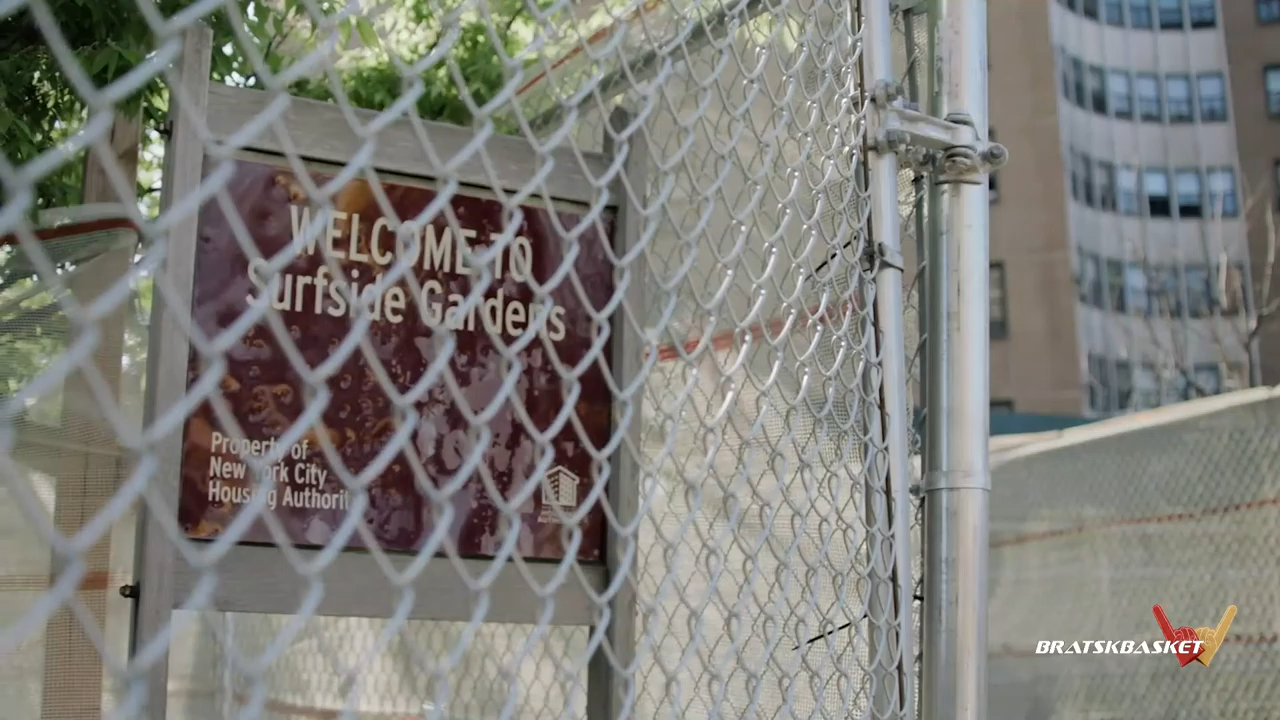 WELCOME TO
Surfside Gardens
Property of
New York City
Housing Authority
BRATSKBASKET